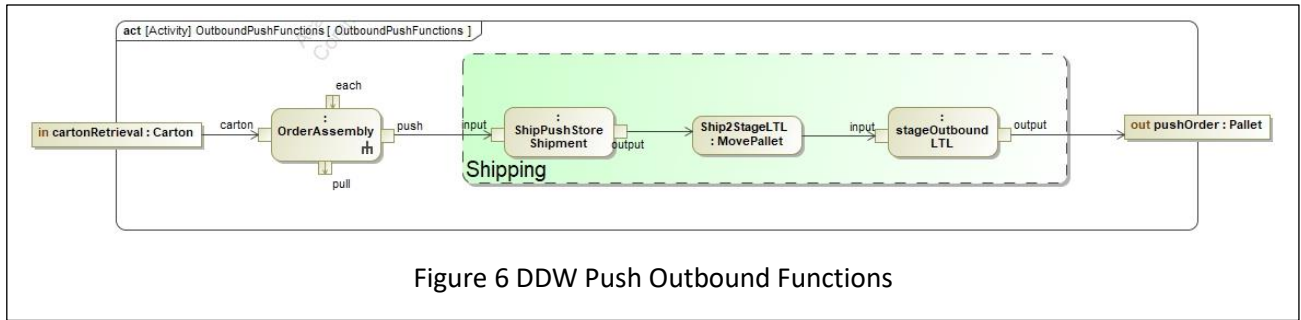 act [Activity] OutboundPushFunctions [ OutboundPushFunctions ]
each
in cartonRetrieval : Carton
carton
:
OrderAssembly
push
pull
input
:
ShipPushStore
Shipment
output
Ship2StageLTL
: MovePallet
input
:
stageOutbound
LTL
output
out pushOrder : Pallet
Shipping
Figure 6 DDW Push Outbound Functions